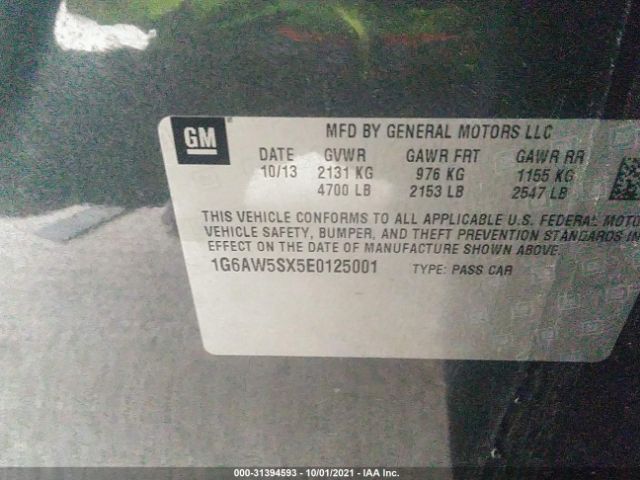 GM
MFD BY GENERAL MOTORS LLC
DATE GVWR GAWR FRT GAWR RR
10/13 2131 KG 976 KG 1155 KG
4700 LB 2153 LB 2547 LB
THIS VEHICLE CONFORMS TO ALL APPLICABLE U.S. FEDERAL MOTO
VEHICLE SAFETY, BUMPER, AND THEFT PREVENTION STANDARDS IN
EFFECT ON THE DATE OF MANUFACTURE SHOWN ABOVE.
1G6AW5SX5E0125001 TYPE: PASS CAR
000-31394593 - 10/01/2021 - IAA Inc.